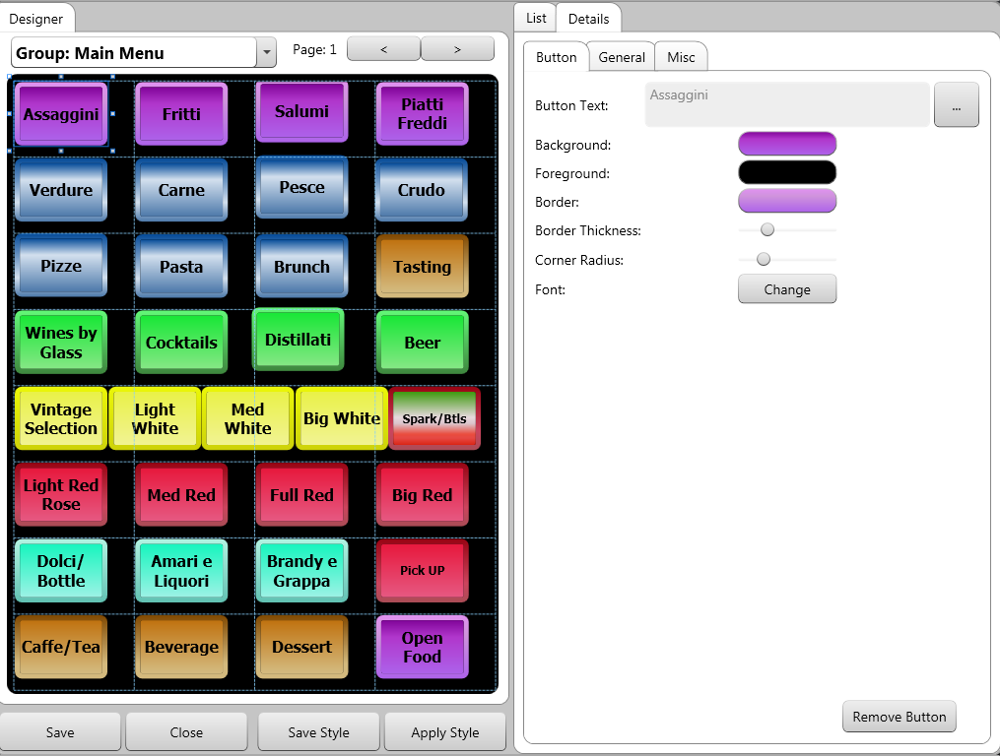 Designer
Group: Main Menu
Page: 1
<
>
Assaggini
Fritti
Salumi
Piatti
Freddi
Verdure
Carne
Pesce
Crudo
Pizze
Pasta
Brunch
Tasting
Wines by
Glass
Cocktails
Distillati
Beer
Vintage
Selection
Light
White
Med
White
Big White
Spark/Btls
Light Red
Rose
Med Red
Full Red
Big Red
Dolci/
Bottle
Amari e
Liquori
Brandy e
Grappa
Pick UP
Caffe/Tea
Beverage
Dessert
Open
Food
Save
Close
Save Style
Apply Style
List
Details
Button
General
Misc
Button Text:
Assaggini
...
Background:
Foreground:
Border:
Border Thickness:
Corner Radius:
Font:
Change
Remove Button